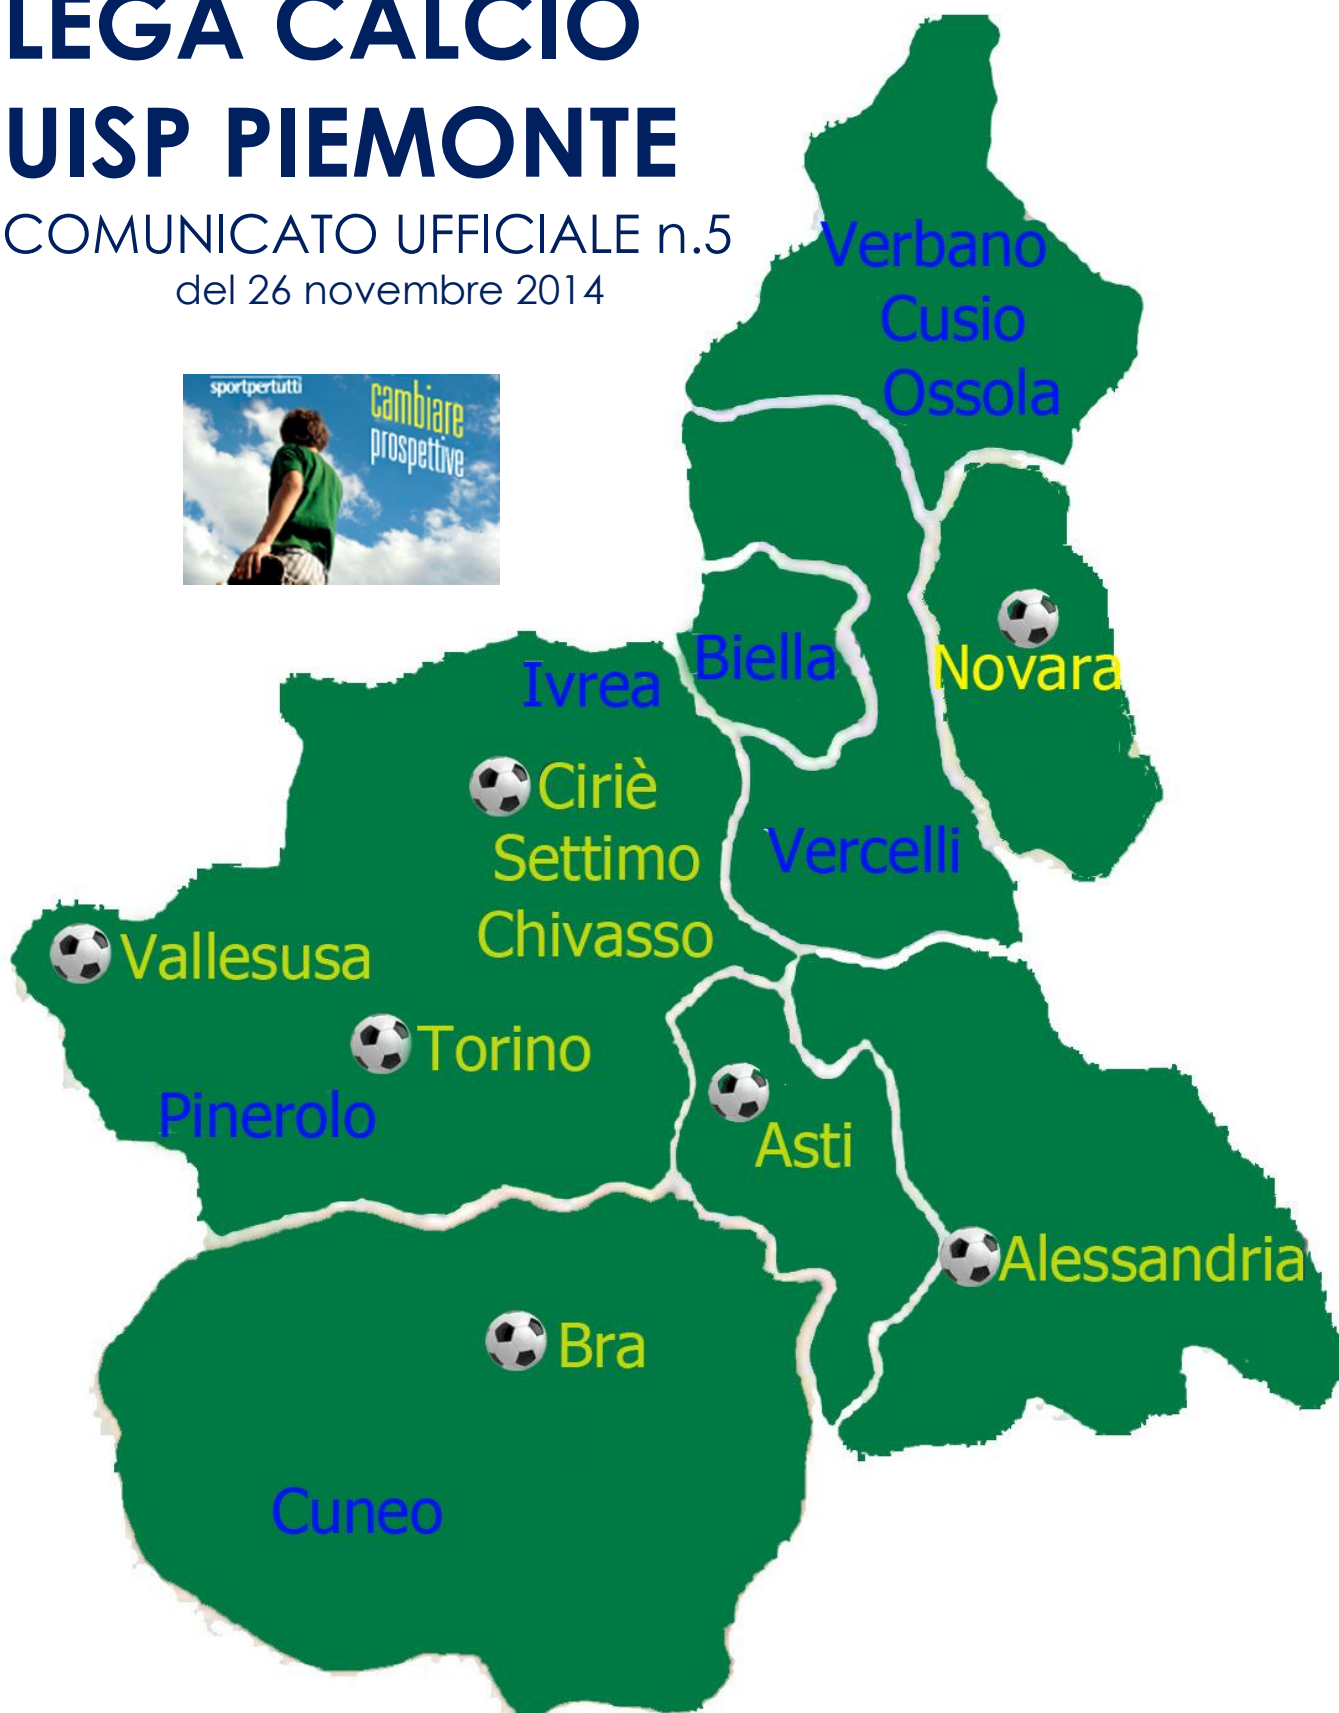 LEGA CALCIO
UISP PIEMONTE
COMUNICATO UFFICIALE n.5
del 26 novembre 2014
sportpertutti
cambiare
prospettive
Verbano
Cusio
Ossola
Novara
Biella
Ivrea
Ciriè
Settimo
Chivasso
Vercelli
Vallesusa
Torino
Pinerolo
Asti
Alessandria
Bra
Cuneo